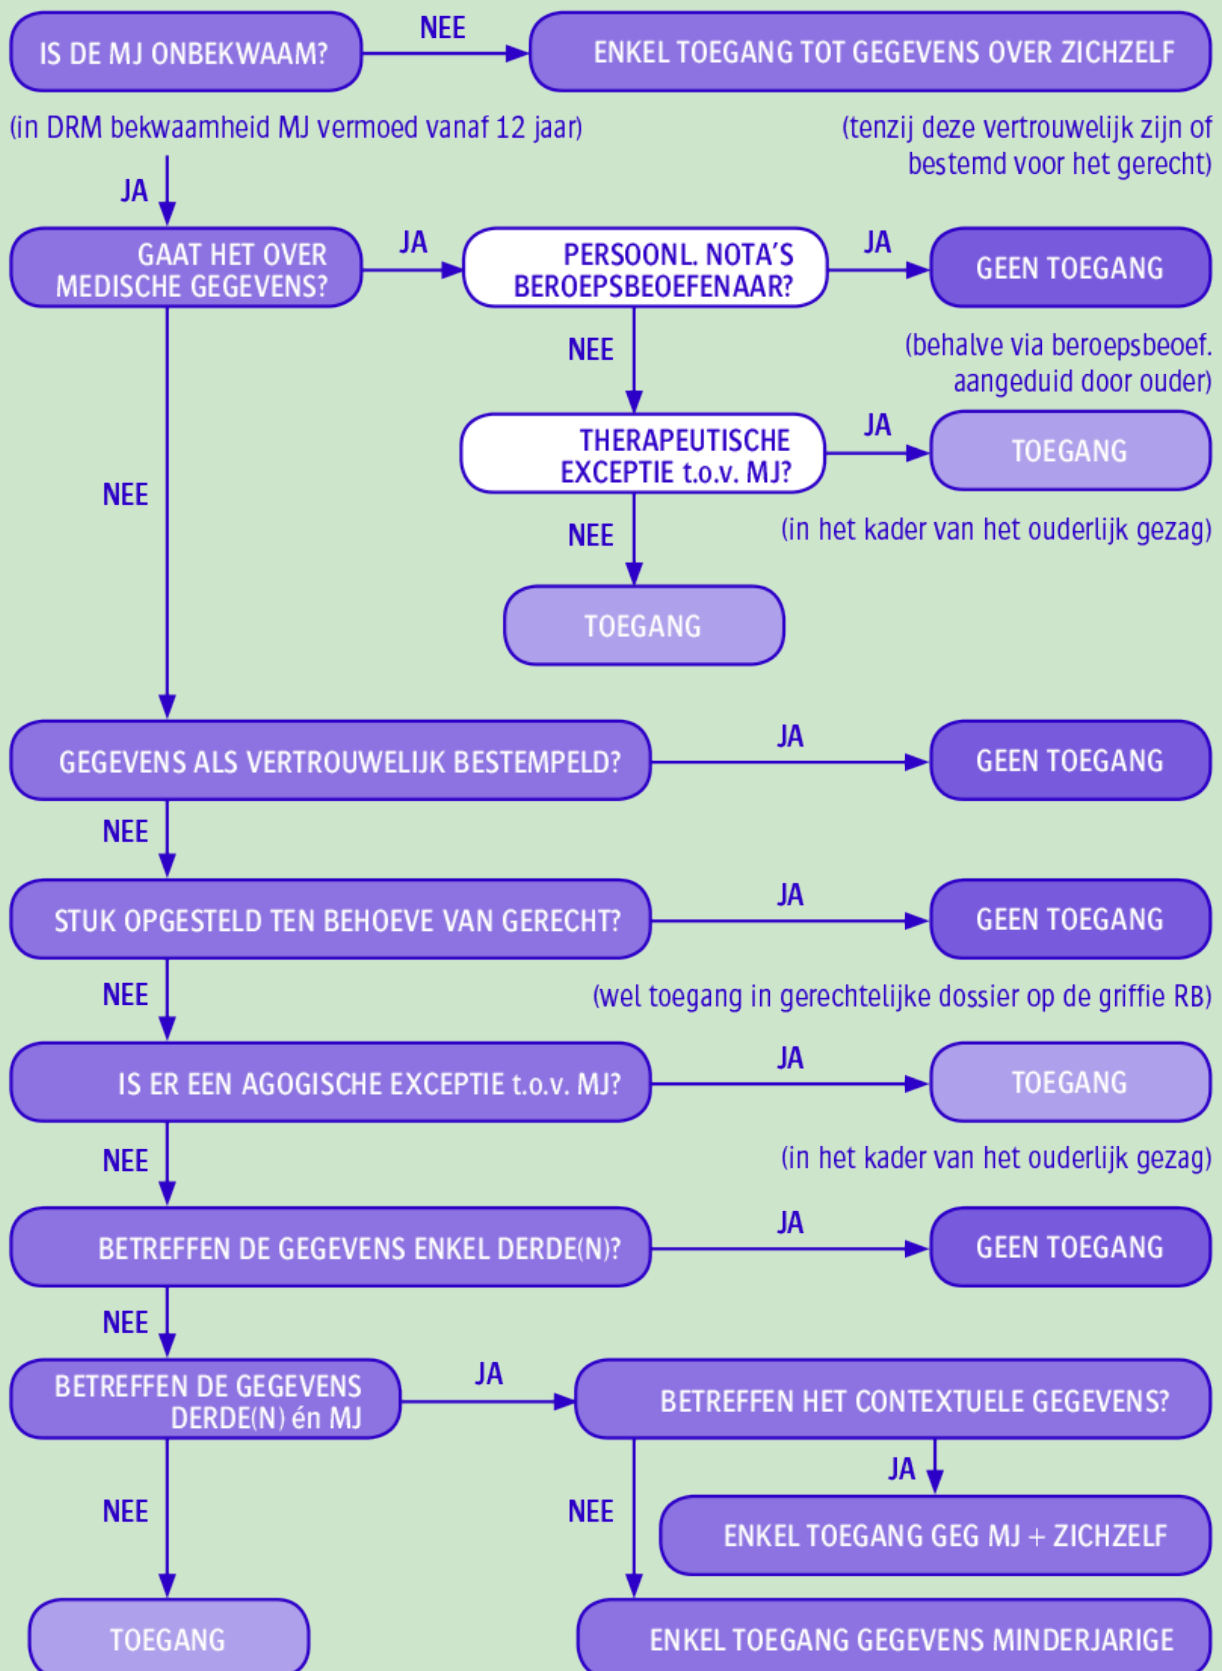 IS DE MJ ONBEKWAAM?
NEE
ENKEL TOEGANG TOT GEGEVENS OVER ZICHZELF
(in DRM bekwaamheid MJ vermoed vanaf 12 jaar)
(tenzij deze vertrouwelijk zijn of
bestemd voor het gerecht)
JA
GAAT HET OVER
MEDISCHE GEGEVENS?
JA
PERSOONL. NOTA'S
BEROEPSBEOEFENAAR?
JA
GEEN TOEGANG
(behalve via beroepsbeoef.
aangeduid door ouder)
NEE
THERAPEUTISCHE
EXCEPTIE t.o.v. MJ?
JA
TOEGANG
(in het kader van het ouderlijk gezag)
NEE
NEE
TOEGANG
GEGEVENS ALS VERTROUWELIJK BESTEMPELD?
JA
GEEN TOEGANG
NEE
STUK OPGESTELD TEN BEHOEVE VAN GERECHT?
JA
GEEN TOEGANG
NEE
(wel toegang in gerechtelijke dossier op de griffie RB)
IS ER EEN AGOGISCHE EXCEPTIE t.o.v. MJ?
JA
TOEGANG
NEE
(in het kader van het ouderlijk gezag)
BETREFFEN DE GEGEVENS ENKEL DERDE(N)?
JA
GEEN TOEGANG
NEE
BETREFFEN DE GEGEVENS
DERDE(N) én MJ
JA
BETREFFEN HET CONTEXTUELE GEGEVENS?
JA
NEE
NEE
ENKEL TOEGANG GEG MJ + ZICHZELF
TOEGANG
ENKEL TOEGANG GEGEVENS MINDERJARIGE